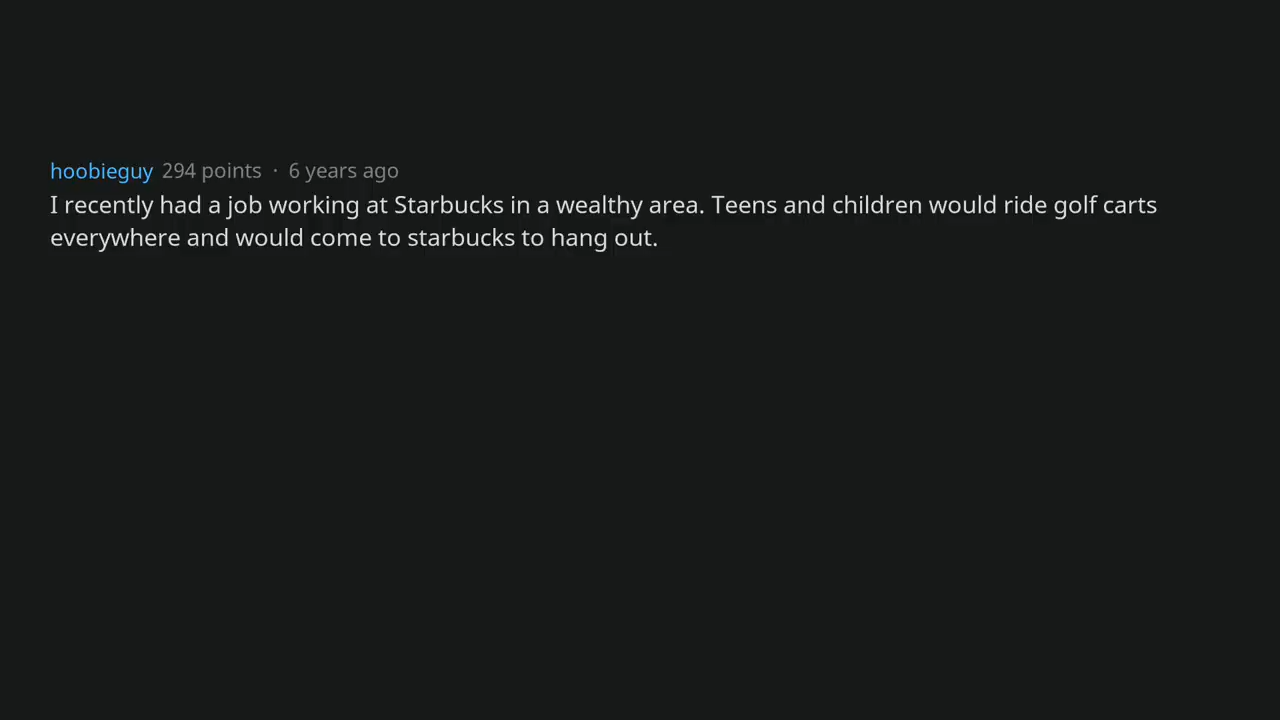 hoobieguy 294 points · 6 years ago
I recently had a job working at Starbucks in a wealthy area. Teens and children would ride golf carts
everywhere and would come to starbucks to hang out.